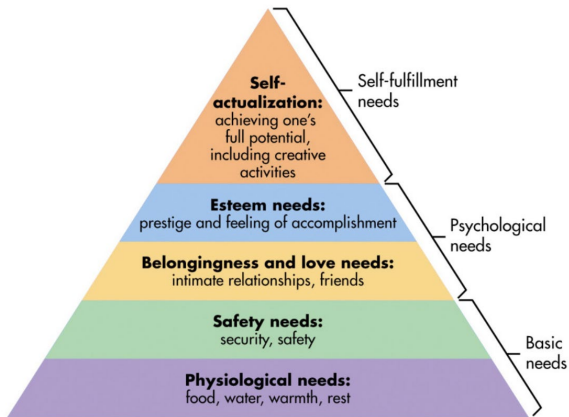 Self-
actualization:
achieving one's
full potential,
including creative
activities
Self-fulfillment
needs
Esteem needs:
prestige and feeling of accomplishment
Psychological
needs
Belongingness and love needs:
intimate relationships, friends
Safety needs:
security, safety
Basic
needs
Physiological needs:
food, water, warmth, rest